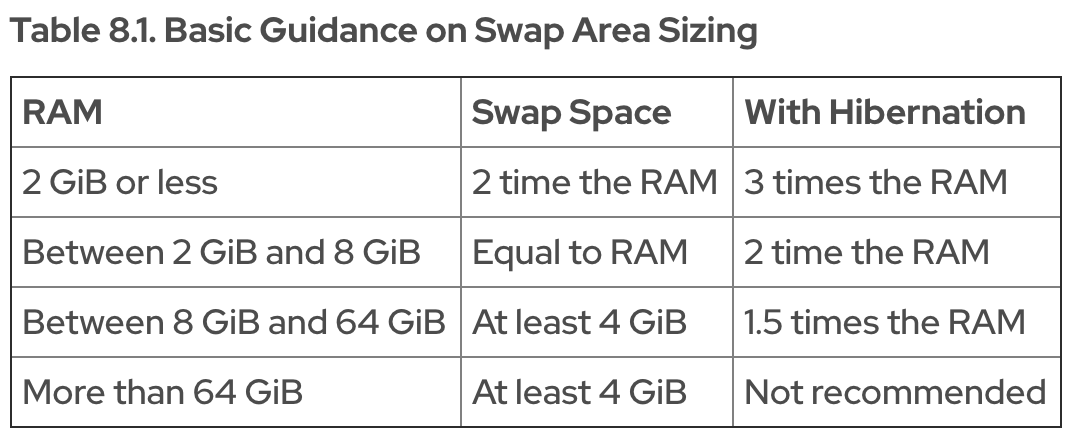 Table 8.1. Basic Guidance on Swap Area Sizing
RAM Swap Space With Hibernation
2 GiB or less 2 time the RAM 3 times the RAM
Between 2 GiB and 8 GiB Equal to RAM 2 time the RAM
Between 8 GiB and 64 GiB At least 4 GiB 1.5 times the RAM
More than 64 GiB At least 4 GiB Not recommended